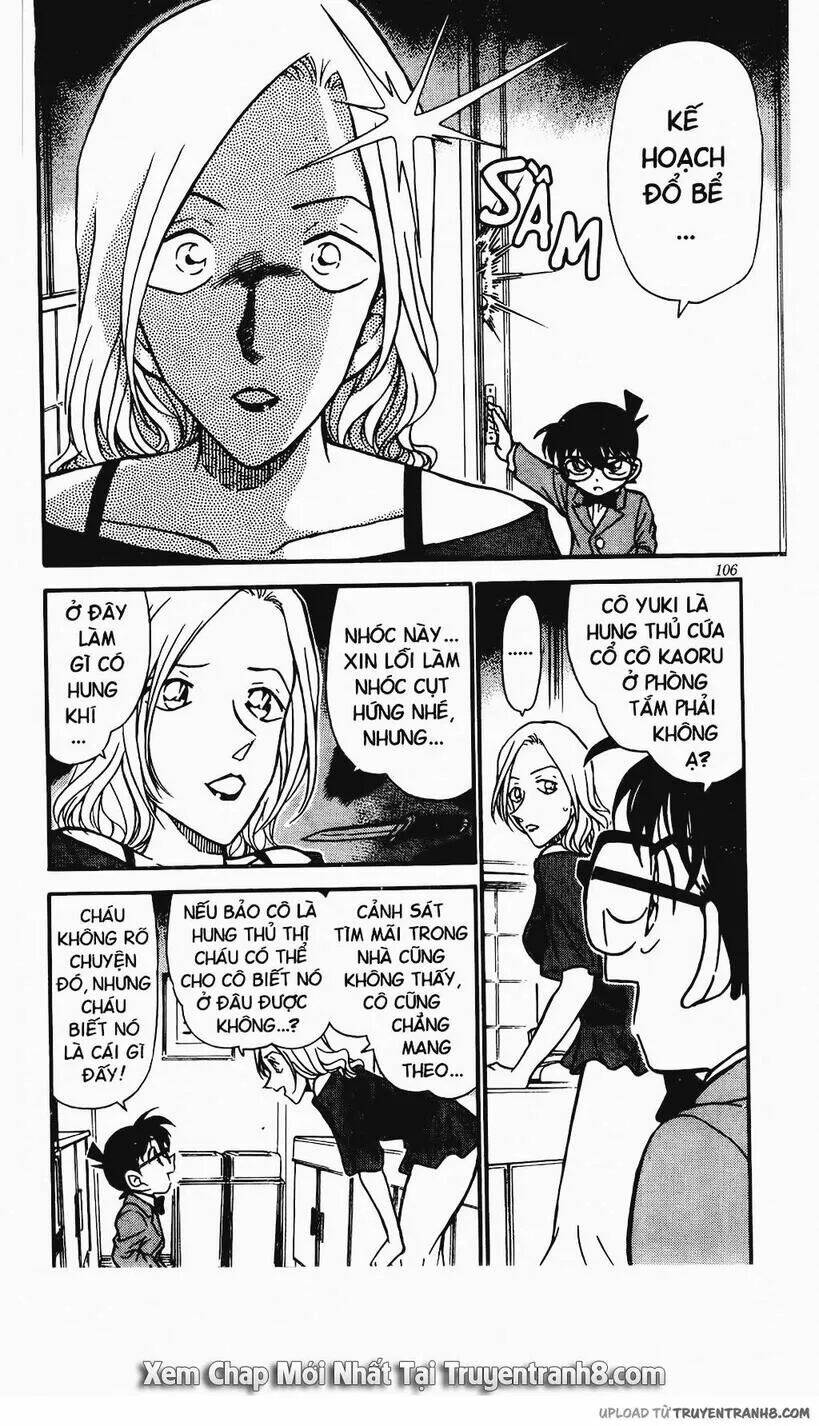 KẾ
HOẠCH
ĐỔ BỂ
...
SẦM
106
CÔ YUKI LÀ
HUNG THỦ CỨA
CỔ CÔ KAORU
Ở PHÒNG
TẮM PHẢI
KHÔNG
Ạ?
......
NHÓC NÀY...
XIN LỖI LÀM
NHÓC CỤT
HỨNG NHÉ,
NHƯNG...
Ở ĐÂY
LÀM
GÌ CÓ
HUNG
KHÍ
...
CẢNH SÁT
TÌM MÃI TRONG
NHÀ CŨNG
KHÔNG THẤY,
CÔ CŨNG
CHẲNG
MANG
THEO...
NẾU BẢO CÔ LÀ
HUNG THỦ THÌ
CHÁU CÓ THỂ
CHO CÔ BIẾT NÓ
Ở ĐÂU ĐƯỢC
KHÔNG...?
CHÁU
KHÔNG RÕ
CHUYỆN
ĐÓ, NHƯNG
CHÁU
BIẾT NÓ
LÀ CÁI GÌ
ĐẤY!
Xem Chap Mới Nhất Tại Truyentranh8.com
UPLOAD TỪ TRUYENTRANH8.COM